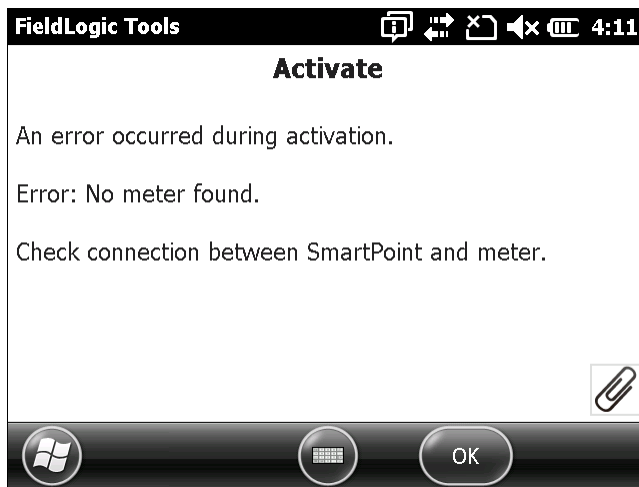 FieldLogic Tools
4:11
Activate
An error occurred during activation.
Error: No meter found.
Check connection between SmartPoint and meter.
OK